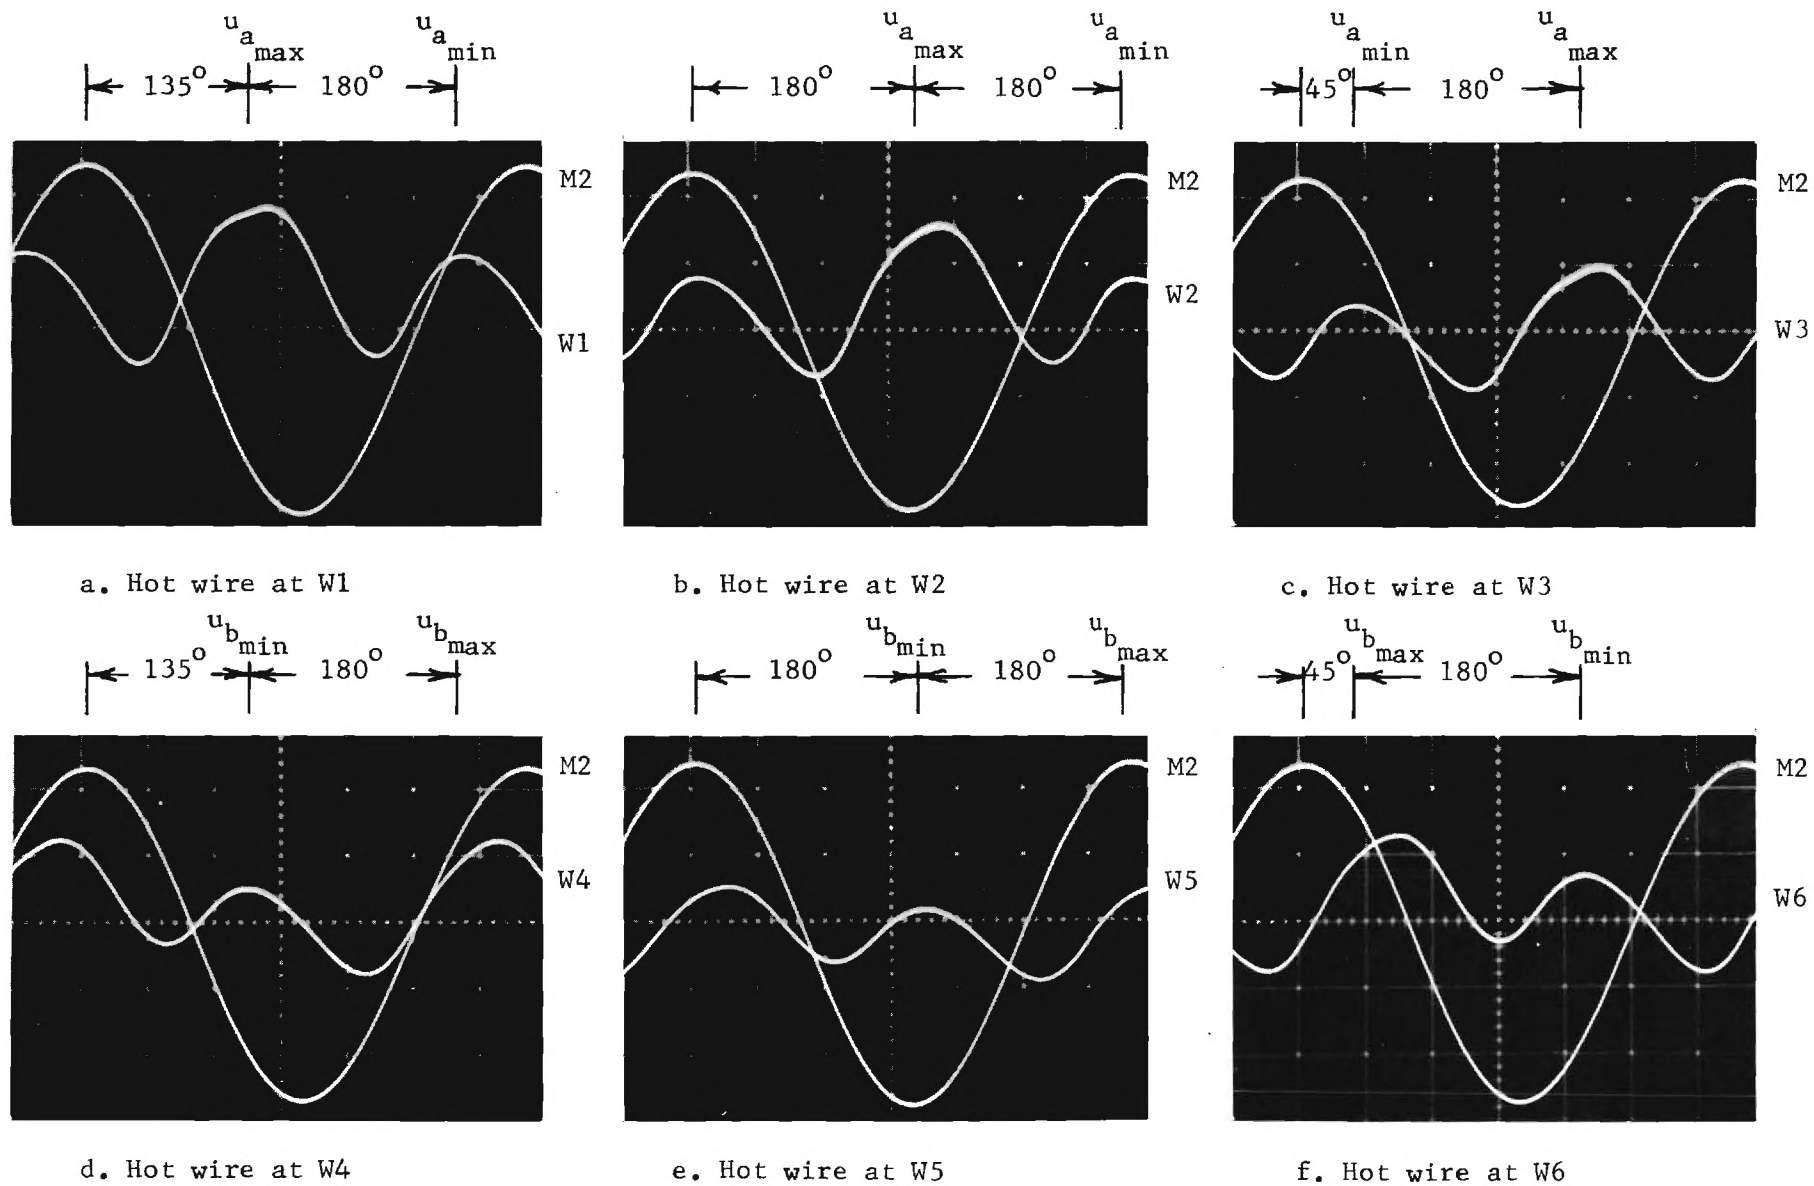 u a max u a min
135° 180°
M2
W1
a. Hot wire at W1
u a max u a min
180° 180°
M2
W2
b. Hot wire at W2
u a min u a max
45° 180°
M2
W3
c. Hot wire at W3
u b min u b max
135° 180°
M2
W4
d. Hot wire at W4
u b min u b max
180° 180°
M2
W5
e. Hot wire at W5
u b max u b min
45° 180°
M2
W6
f. Hot wire at W6